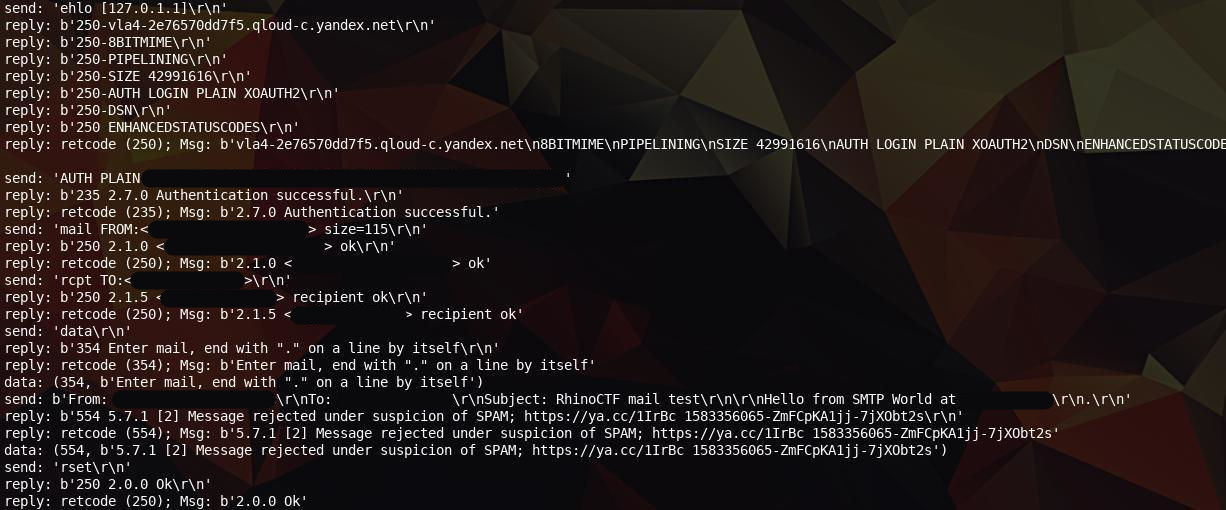 send: 'ehlo [127.0.1.1]\r\n'
reply: b'250-vla4-2e76570dd7f5.qloud-c.yandex.net\r\n'
reply: b'250-8BITMIME\r\n'
reply: b'250-PIPELINING\r\n'
reply: b'250-SIZE 42991616\r\n'
reply: b'250-AUTH LOGIN PLAIN XOAUTH2\r\n'
reply: b'250-DSN\r\n'
reply: b'250 ENHANCEDSTATUSCODES\r\n'
reply: retcode (250); Msg: b'vla4-2e76570dd7f5.qloud-c.yandex.net\n8BITMIME\nPIPELINING\nSIZE 42991616\nAUTH LOGIN PLAIN XOAUTH2\nDSN\nENHANCEDSTATUSCODE
send: 'AUTH PLAIN '
reply: b'235 2.7.0 Authentication successful.\r\n'
reply: retcode (235); Msg: b'2.7.0 Authentication successful.'
send: 'mail FROM:< > size=115\r\n'
reply: b'250 2.1.0 < > ok\r\n'
reply: retcode (250); Msg: b'2.1.0 < > ok'
send: 'rcpt TO:< >\r\n'
reply: b'250 2.1.5 < > recipient ok\r\n'
reply: retcode (250); Msg: b'2.1.5 < > recipient ok'
send: 'data\r\n'
reply: b'354 Enter mail, end with "." on a line by itself\r\n'
reply: retcode (354); Msg: b'Enter mail, end with "." on a line by itself'
data: (354, b'Enter mail, end with "." on a line by itself')
send: b'From: \r\nTo: \r\nSubject: RhinoCTF mail test\r\n\r\nHello from SMTP World at \r\n.\r\n'
reply: b'554 5.7.1 [2] Message rejected under suspicion of SPAM; https://ya.cc/1IrBc 1583356065-ZmFCpKA1jj-7jXObt2s\r\n'
reply: retcode (554); Msg: b'5.7.1 [2] Message rejected under suspicion of SPAM; https://ya.cc/1IrBc 1583356065-ZmFCpKA1jj-7jXObt2s'
data: (554, b'5.7.1 [2] Message rejected under suspicion of SPAM; https://ya.cc/1IrBc 1583356065-ZmFCpKA1jj-7jXObt2s')
send: 'rset\r\n'
reply: b'250 2.0.0 Ok\r\n'
reply: retcode (250); Msg: b'2.0.0 Ok'